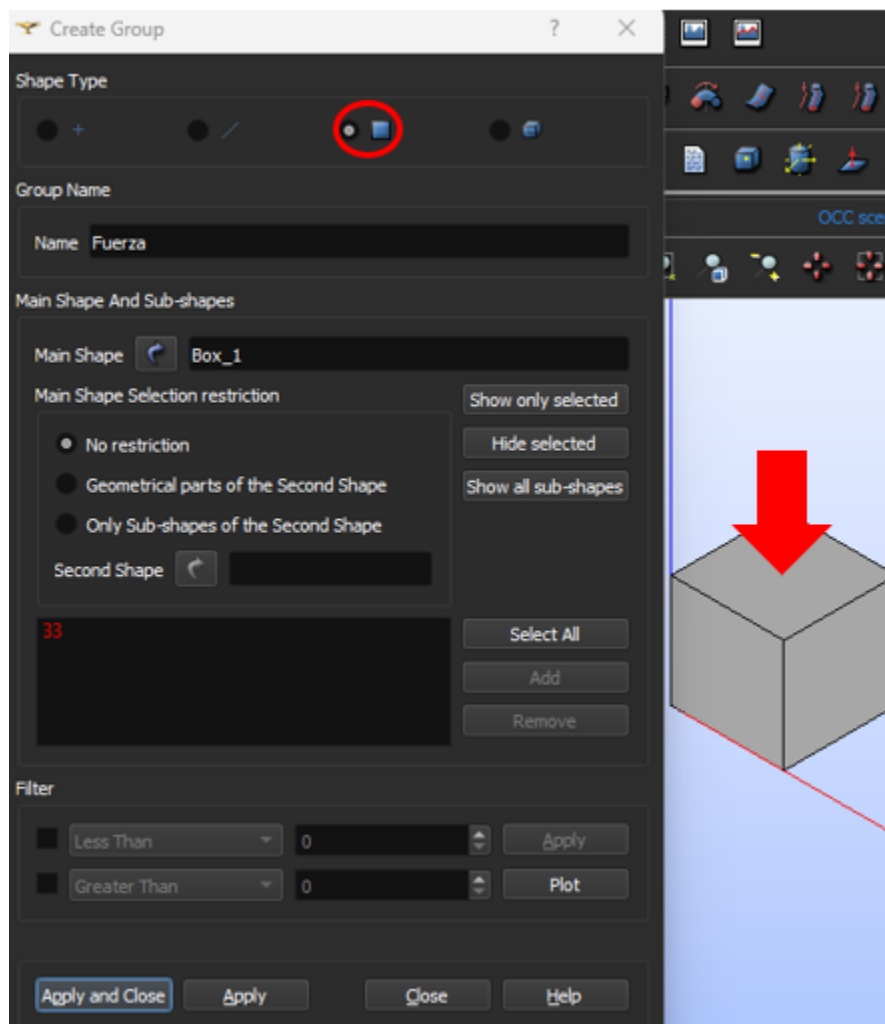 Create Group
?
Shape Type
Group Name
Name Fuerza
OCC sce
Main Shape And Sub-shapes
Main Shape Box_1
Main Shape Selection restriction
Show only selected
No restriction
Hide selected
Geometrical parts of the Second Shape
Show all sub-shapes
Only Sub-shapes of the Second Shape
Second Shape
33
Select All
Add
Remove
Filter
Less Than 0 Apply
Greater Than 0 Plot
Apply and Close Apply Close Help